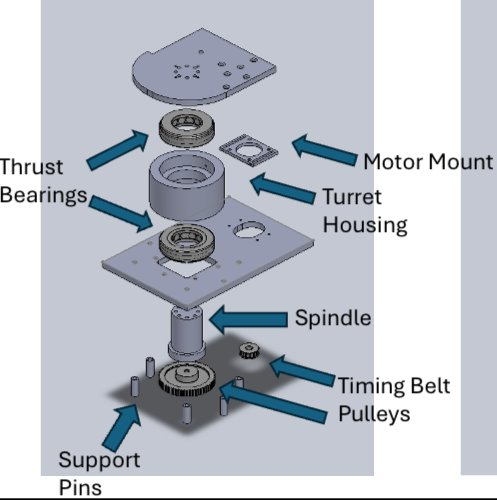 Thrust
Bearings
Motor Mount
Turret
Housing
Spindle
Timing Belt
Pulleys
Support
Pins